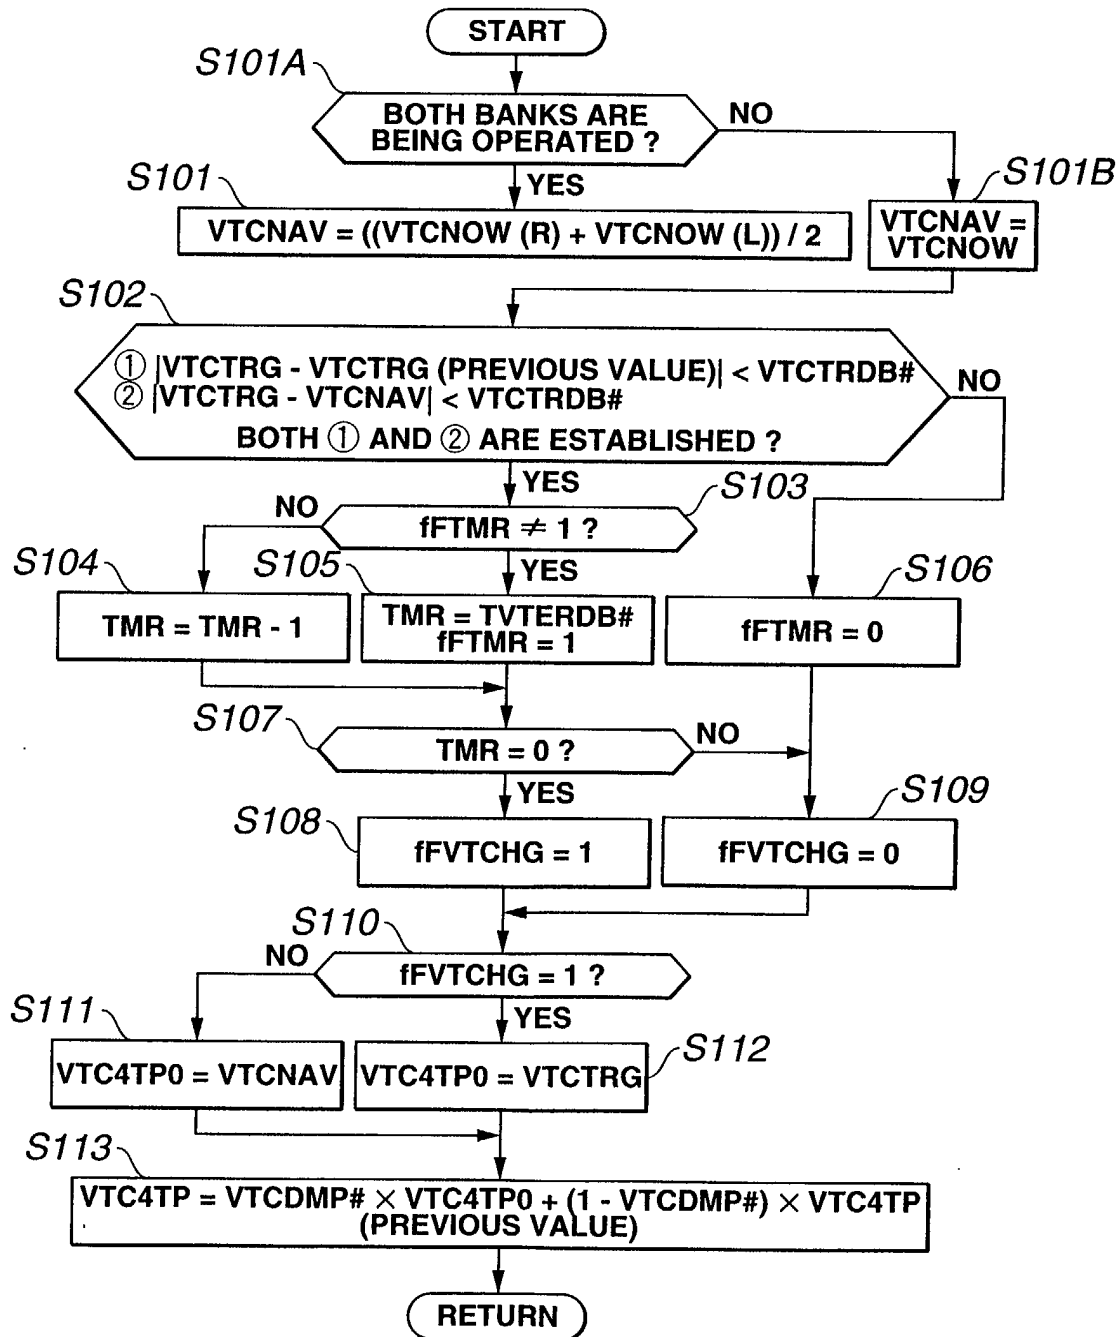 START
S101A
BOTH BANKS ARE
BEING OPERATED ?
NO
YES
S101
VTCNAV = ((VTCNOW (R) + VTCNOW (L)) / 2
S101B
VTCNAV =
VTCNOW
S102
① |VTCTRG - VTCTRG (PREVIOUS VALUE)| < VTCTRDB#
② |VTCTRG - VTCNAV| < VTCTRDB#
BOTH ① AND ② ARE ESTABLISHED ?
NO
YES
S103
NO
fFTMR ≠ 1 ?
YES
S104
TMR = TMR - 1
S105
TMR = TVTERDB#
fFTMR = 1
S106
fFTMR = 0
S107
TMR = 0 ?
NO
YES
S108
fFVTCHG = 1
S109
fFVTCHG = 0
S110
NO
fFVTCHG = 1 ?
YES
S111
VTC4TP0 = VTCNAV
VTC4TP0 = VTCTRG
S112
S113
VTC4TP = VTCDMP# × VTC4TP0 + (1 - VTCDMP#) × VTC4TP
(PREVIOUS VALUE)
RETURN